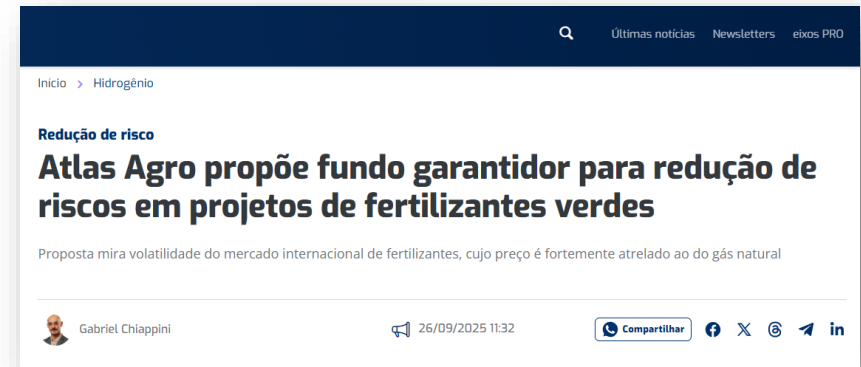 Últimas notícias Newsletters eixos PRO
Início > Hidrogênio
Redução de risco
Atlas Agro propõe fundo garantidor para redução de
riscos em projetos de fertilizantes verdes
Proposta mira volatilidade do mercado internacional de fertilizantes, cujo preço é fortemente atrelado ao do gás natural
Gabriel Chiappini 26/09/2025 11:32 Compartilhar